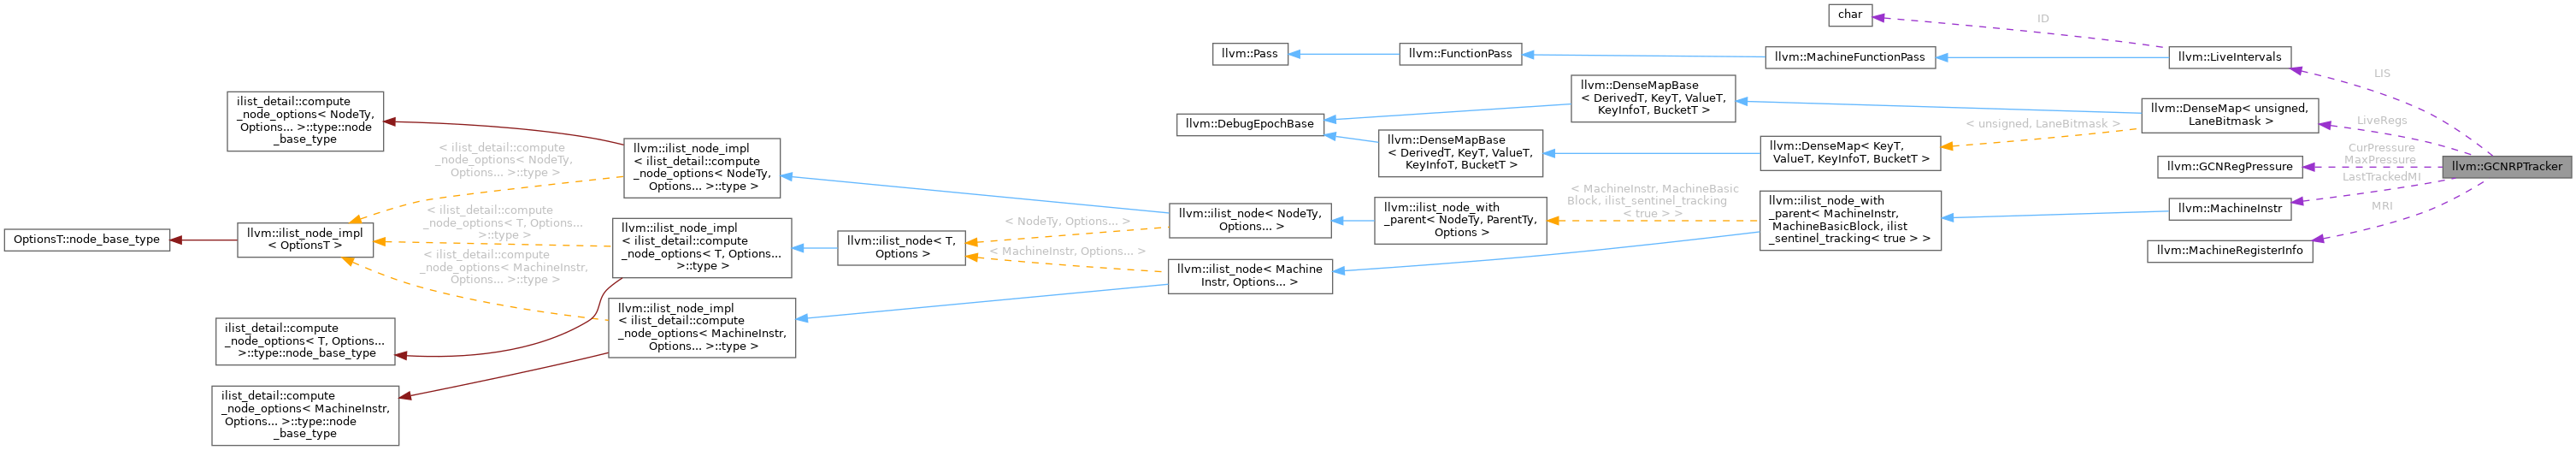 char
ID
llvm::Pass
llvm::FunctionPass
llvm::MachineFunctionPass
llvm::LiveIntervals
LIS
ilist_detail::compute
_node_options< NodeTy,
Options... >::type::node
_base_type
llvm::DebugEpochBase
llvm::DenseMapBase
< DerivedT, KeyT, ValueT,
KeyInfoT, BucketT >
llvm::DenseMap< unsigned,
LaneBitmask >
LiveRegs
< unsigned, LaneBitmask >
llvm::DenseMapBase
< DerivedT, KeyT, ValueT,
KeyInfoT, BucketT >
llvm::DenseMap< KeyT,
ValueT, KeyInfoT, BucketT >
CurPressure
MaxPressure
llvm::GCNRegPressure
llvm::GCNRPTracker
LastTrackedMI
MRI
llvm::MachineInstr
llvm::MachineRegisterInfo
< ilist_detail::compute
_node_options< NodeTy,
Options... >::type >
llvm::ilist_node_impl
< ilist_detail::compute
_node_options< NodeTy,
Options... >::type >
< MachineInstr, MachineBasic
Block, ilist_sentinel_tracking
< true > >
llvm::ilist_node_with
_parent< MachineInstr,
MachineBasicBlock, ilist
_sentinel_tracking< true > >
llvm::ilist_node_with
_parent< NodeTy, ParentTy,
Options >
llvm::ilist_node< NodeTy,
Options... >
< NodeTy, Options... >
OptionsT::node_base_type
llvm::ilist_node_impl
< OptionsT >
< ilist_detail::compute
_node_options< T, Options...
>::type >
llvm::ilist_node_impl
< ilist_detail::compute
_node_options< T, Options...
>::type >
llvm::ilist_node< T,
Options >
< MachineInstr, Options... >
llvm::ilist_node< Machine
Instr, Options... >
< ilist_detail::compute
_node_options< MachineInstr,
Options... >::type >
llvm::ilist_node_impl
< ilist_detail::compute
_node_options< MachineInstr,
Options... >::type >
ilist_detail::compute
_node_options< T, Options...
>::type::node_base_type
ilist_detail::compute
_node_options< MachineInstr,
Options... >::type::node
_base_type